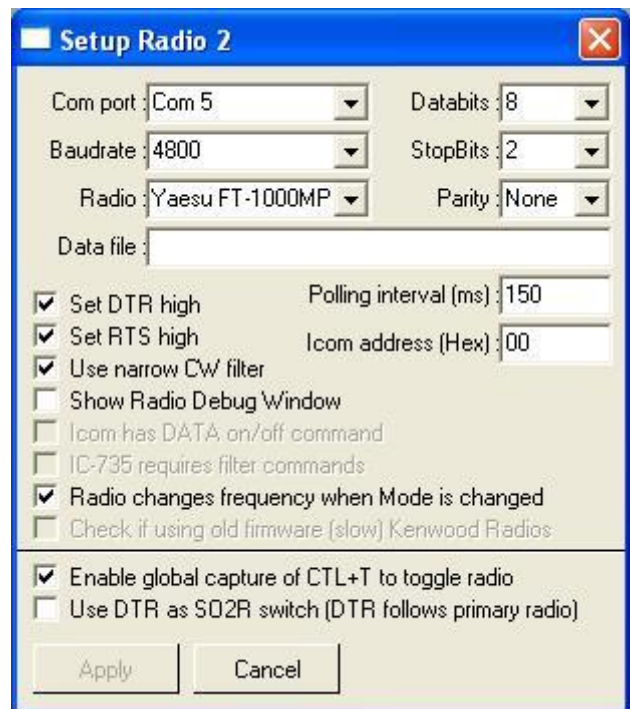 Setup Radio 2
Com port : Com 5 Databits : 8
Baudrate : 4800 StopBits : 2
Radio : Yaesu FT-1000MP Parity : None
Data file :
Set DTR high Polling interval (ms) : 150
Set RTS high Icom address (Hex) : 00
Use narrow CW filter
Show Radio Debug Window
Icom has DATA on/off command
IC-735 requires filter commands
Radio changes frequency when Mode is changed
Check if using old firmware (slow) Kenwood Radios
Enable global capture of CTL+T to toggle radio
Use DTR as SO2R switch (DTR follows primary radio)
Apply Cancel